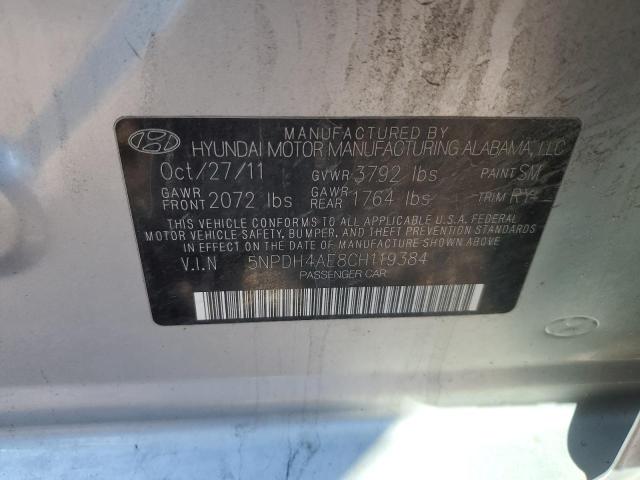 MANUFACTURED BY
HYUNDAI MOTOR MANUFACTURING ALABAMA, LLC
Oct/27/11 GVWR 3792 lbs PAINT SM
GAWR FRONT 2072 lbs GAWR REAR 1764 lbs TRIM RY
THIS VEHICLE CONFORMS TO ALL APPLICABLE U.S.A. FEDERAL
MOTOR VEHICLE SAFETY, BUMPER, AND THEFT PREVENTION STANDARDS
IN EFFECT ON THE DATE OF MANUFACTURE SHOWN ABOVE
V.I.N 5NPDH4AE8CH119384
PASSENGER CAR